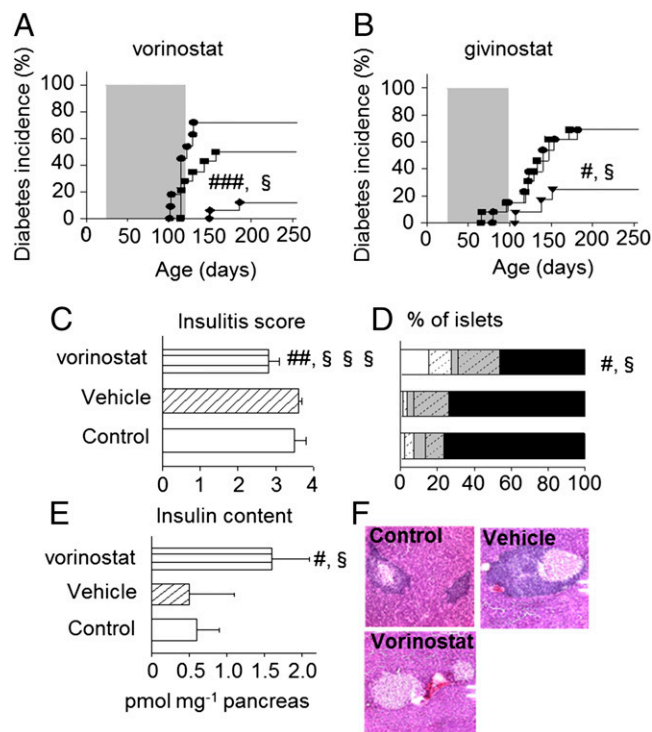 A
vorinostat
Diabetes incidence (%)
100
80
60
40
20
0
###, §
0 50 100 150 200 250
Age (days)
B
givinostat
Diabetes incidence (%)
100
80
60
40
20
0
#, §
0 50 100 150 200 250
Age (days)
C
Insulitis score
vorinostat
##, § § §
Vehicle
Control
0 1 2 3 4
D
% of islets
#, §
0 20 40 60 80 100
E
Insulin content
vorinostat
#, §
Vehicle
Control
0.0 0.5 1.0 1.5 2.0
pmol mg⁻¹ pancreas
F
Control
Vehicle
Vorinostat